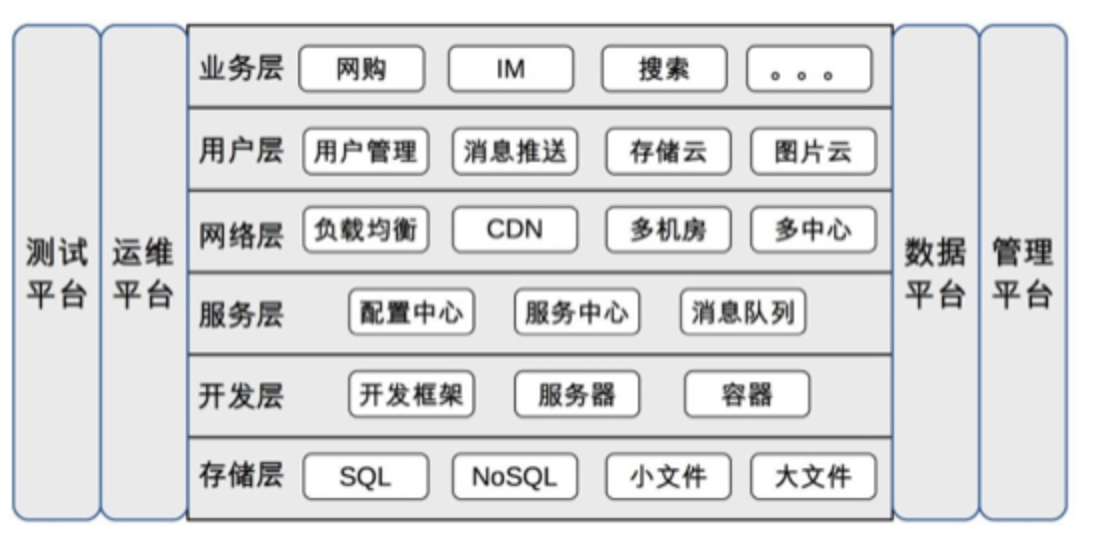 测试
平台
运维
平台
业务层 网购 IM 搜索 。。。
用户层 用户管理 消息推送 存储云 图片云
网络层 负载均衡 CDN 多机房 多中心
服务层 配置中心 服务中心 消息队列
开发层 开发框架 服务器 容器
存储层 SQL NoSQL 小文件 大文件
数据
平台
管理
平台